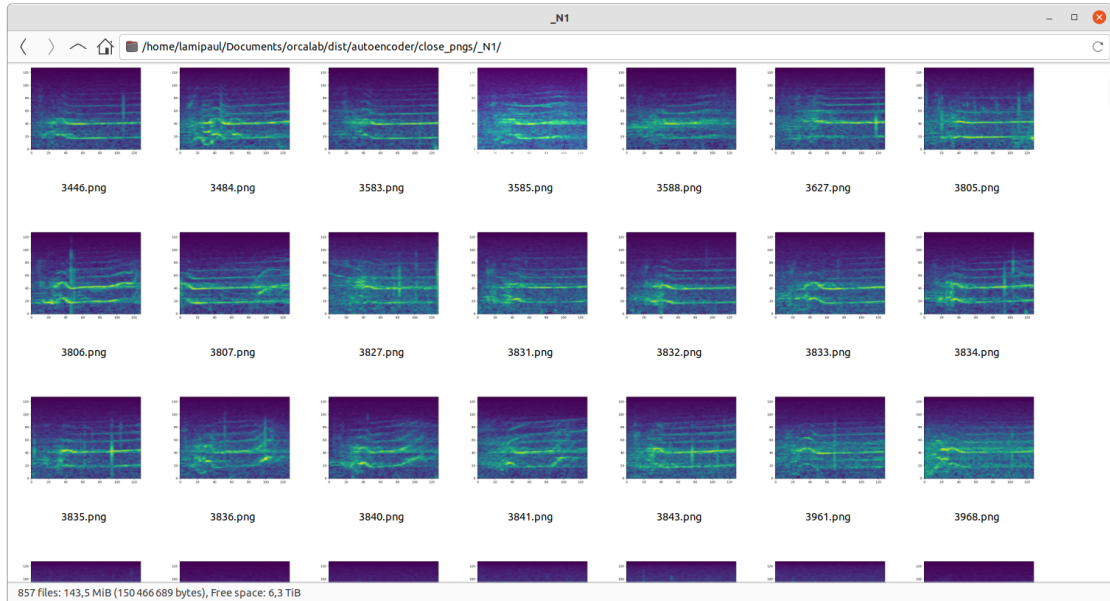 _N1
/home/lamipaul/Documents/orcalab/dist/autoencoder/close_pngs/_N1/
3446.png 3484.png 3583.png 3585.png 3588.png 3627.png 3805.png
3806.png 3807.png 3827.png 3831.png 3832.png 3833.png 3834.png
3835.png 3836.png 3840.png 3841.png 3843.png 3961.png 3968.png
857 files: 143,5 MiB (150 466 689 bytes), Free space: 6,3 TiB